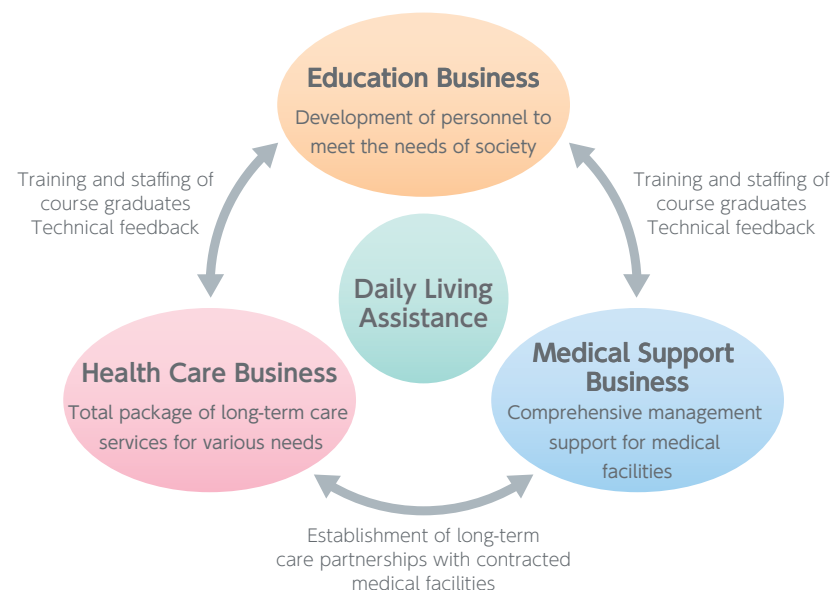 Education Business
Development of personnel to
meet the needs of society
Training and staffing of
course graduates
Technical feedback
Training and staffing of
course graduates
Technical feedback
Daily Living
Assistance
Health Care Business
Total package of long-term care
services for various needs
Medical Support
Business
Comprehensive management
support for medical
facilities
Establishment of long-term
care partnerships with contracted
medical facilities